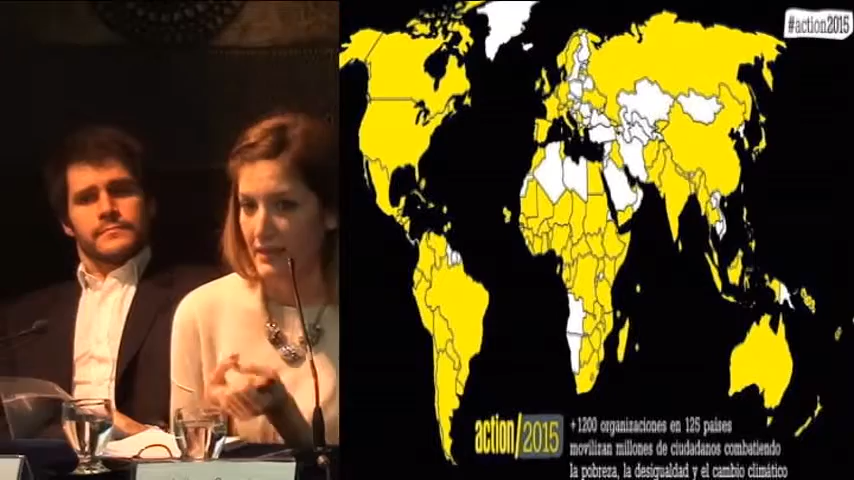 #action2015
action/2015
+1200 organizaciones en 125 países
movilizan millones de ciudadanos combatiendo
la pobreza, la desigualdad y el cambio climático